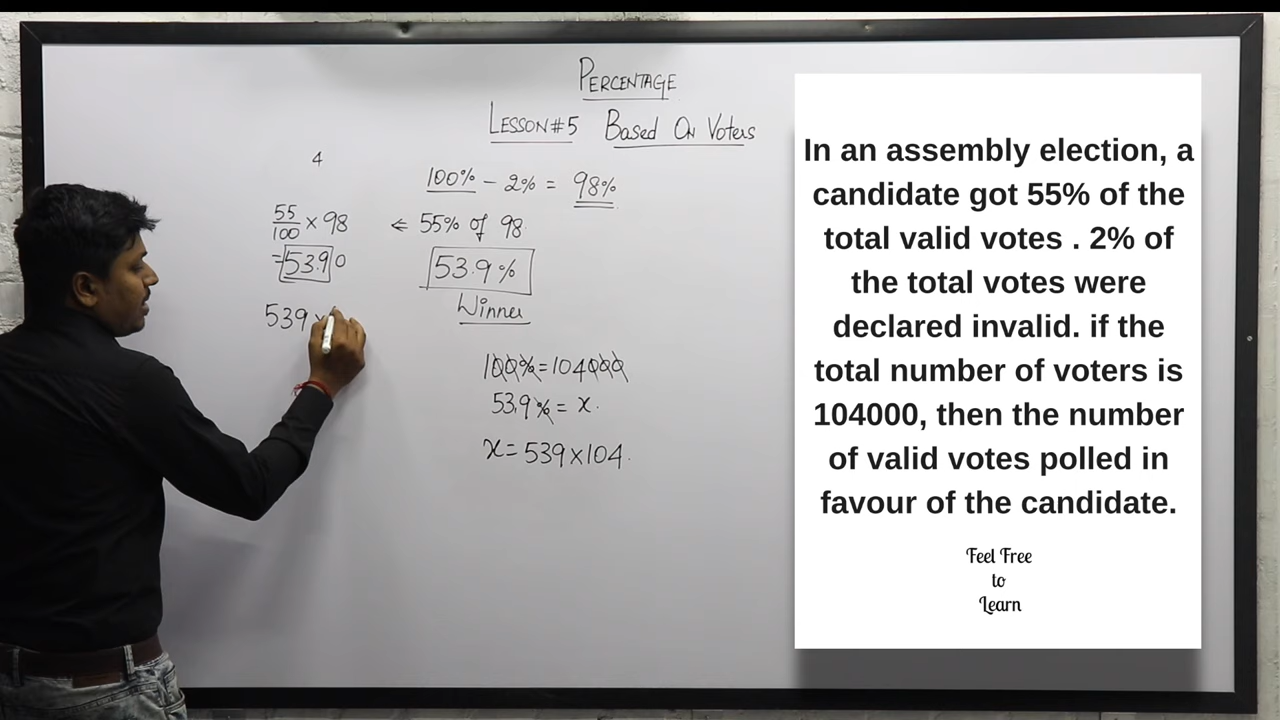 PERCENTAGE
LESSON#5 Based On Voters
4
100% - 2% = 98%
55/100 × 98 ⇐ 55% of 98
=53.90
53.9%
Winner
539 ×
100% = 104000
53.9% = x.
x = 539×104.
In an assembly election, a
candidate got 55% of the
total valid votes . 2% of
the total votes were
declared invalid. if the
total number of voters is
104000, then the number
of valid votes polled in
favour of the candidate.
Feel Free
to
Learn